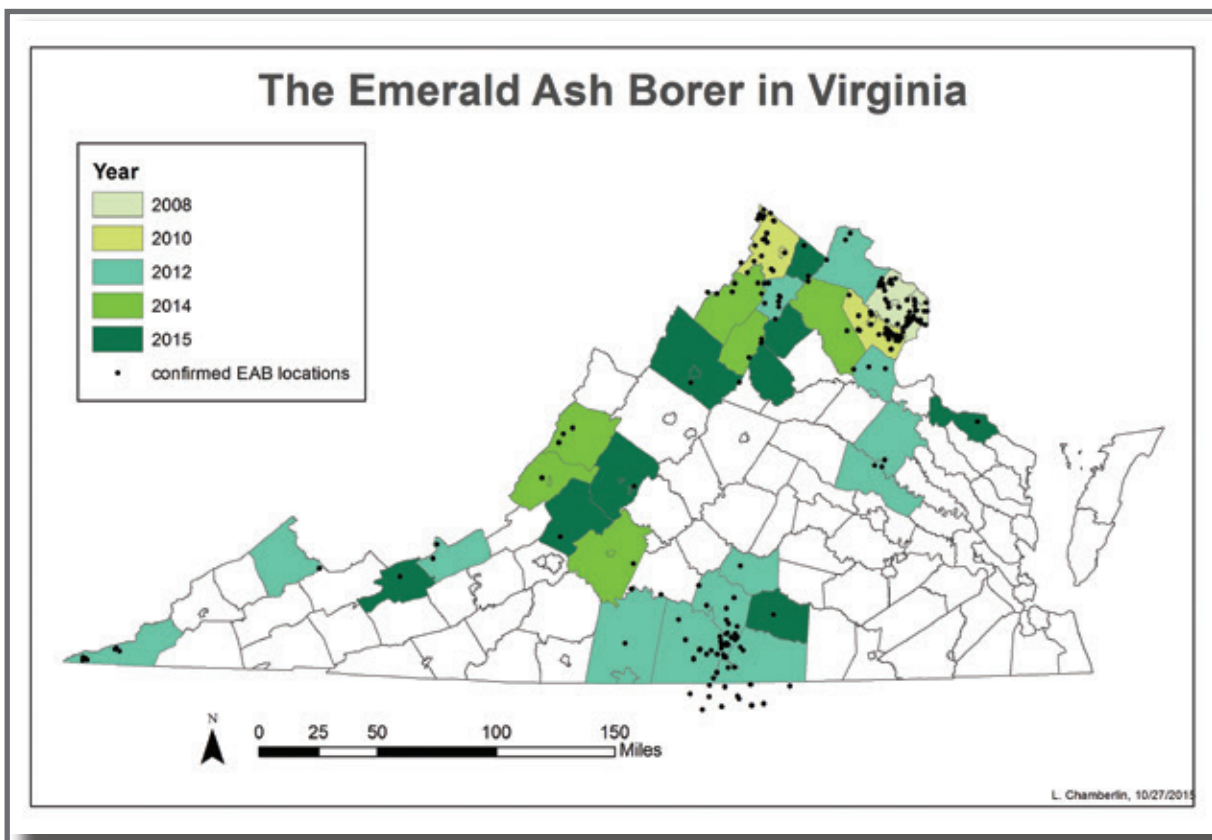 The Emerald Ash Borer in Virginia
Year
2008
2010
2012
2014
2015
confirmed EAB locations
N
0 25 50 100 150
Miles
L. Chamberlin, 10/27/2015